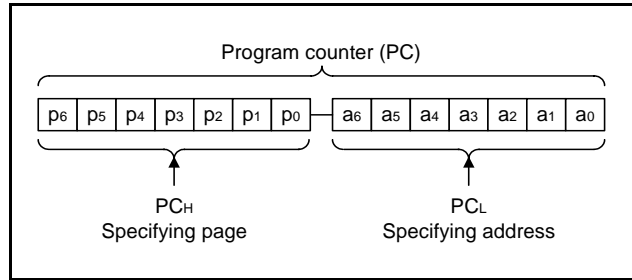 Program counter (PC)
p6 p5 p4 p3 p2 p1 p0 a6 a5 a4 a3 a2 a1 a0
PCH PCL
Specifying page Specifying address